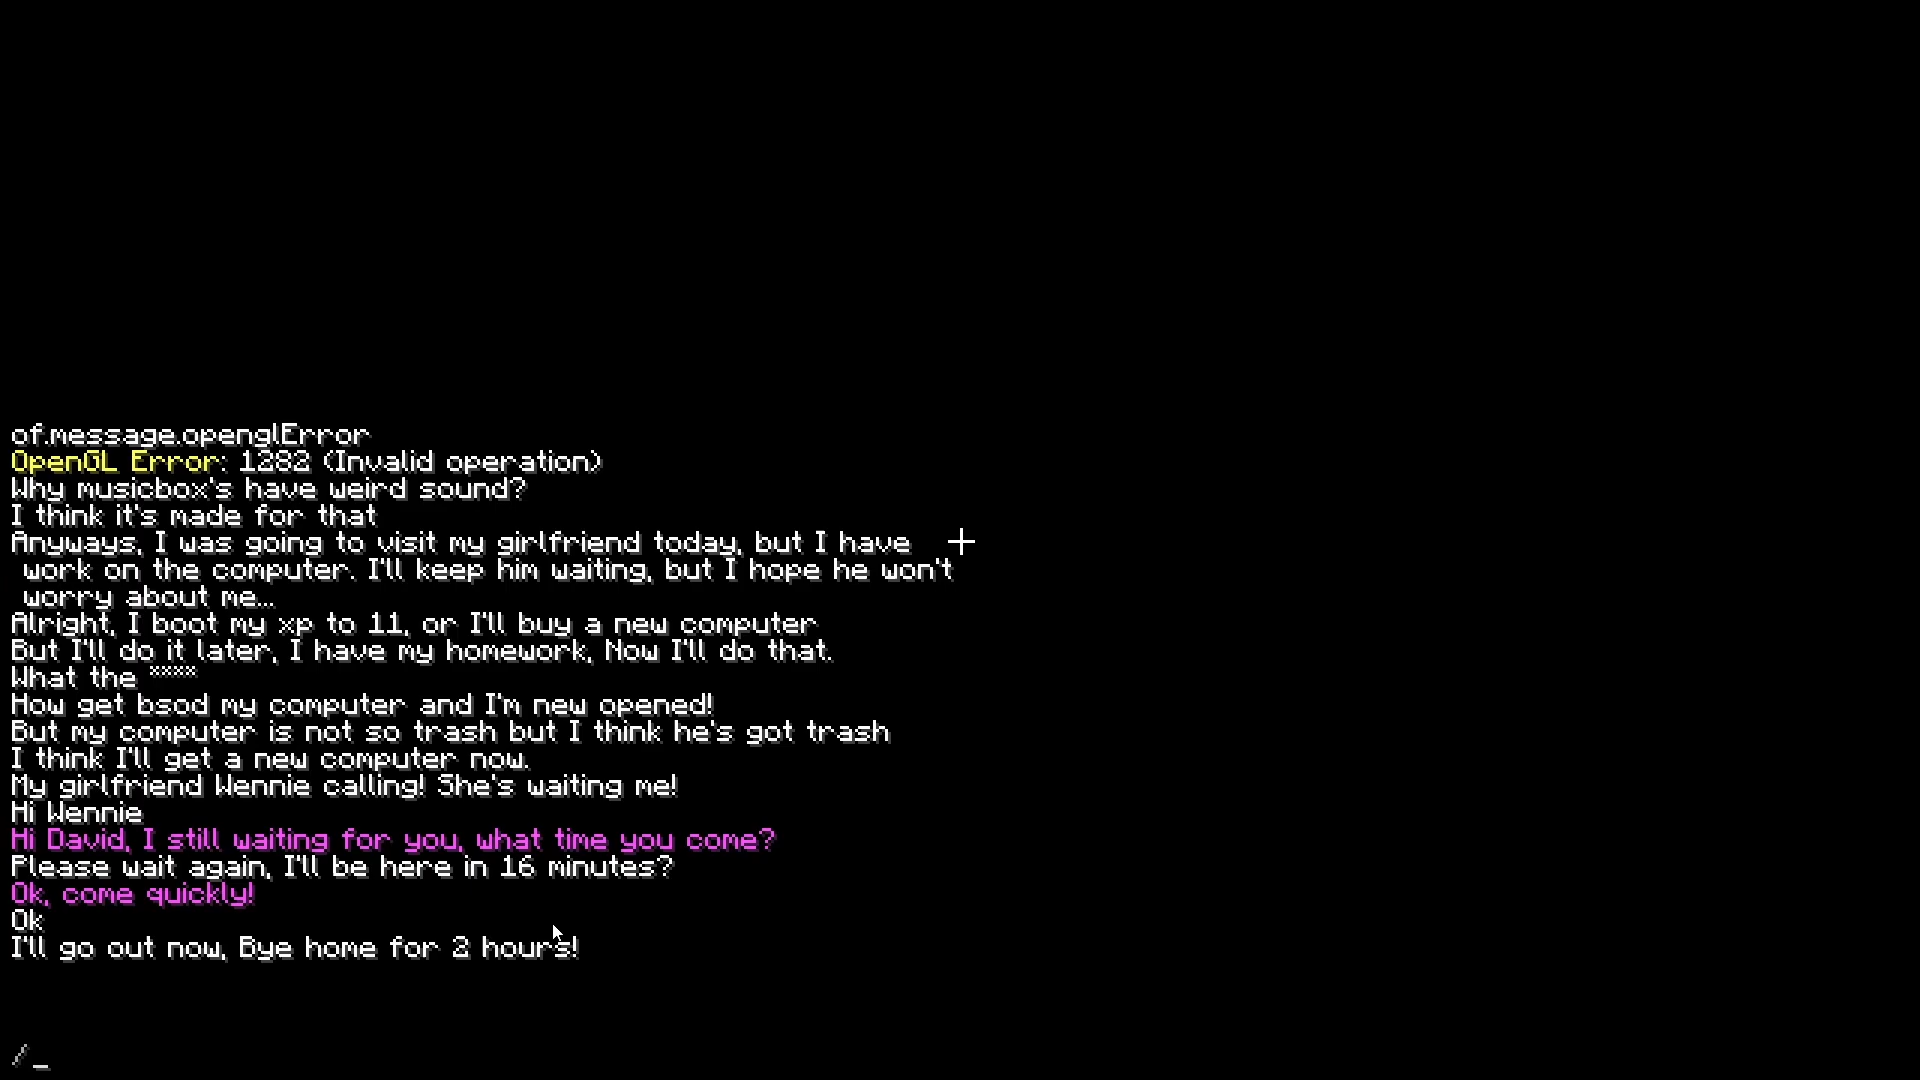 of.message.openglError
OpenGL Error: 1282 (Invalid operation)
Why musicbox's have weird sound?
I think it's made for that
Anyways, I was going to visit my girlfriend today, but I have
work on the computer. I'll keep him waiting, but I hope he won't
worry about me...
Alright, I boot my xp to 11, or I'll buy a new computer
But I'll do it later, I have my homework, Now I'll do that.
What the ****
How get bsod my computer and I'm new opened!
But my computer is not so trash but I think he's got trash
I think I'll get a new computer now.
My girlfriend Wennie calling! She's waiting me!
Hi Wennie
Hi David, I still waiting for you, what time you come?
Please wait again, I'll be here in 16 minutes?
Ok, come quickly!
Ok
I'll go out now, Bye home for 2 hours!
/_